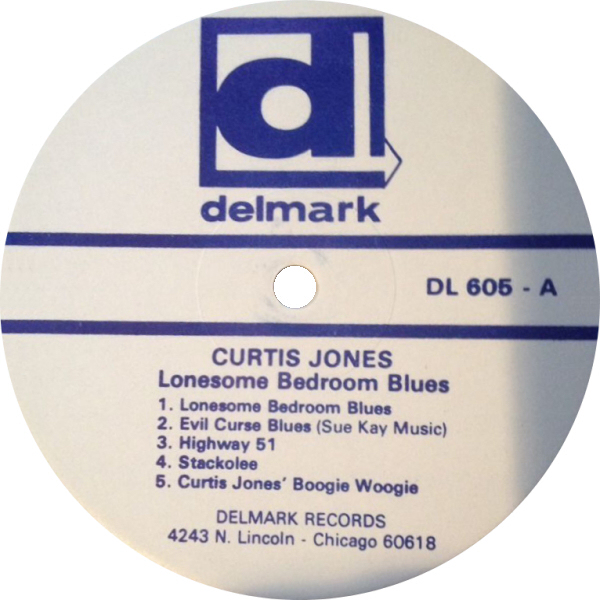 d
delmark
DL 605 - A
CURTIS JONES
Lonesome Bedroom Blues
1. Lonesome Bedroom Blues
2. Evil Curse Blues (Sue Kay Music)
3. Highway 51
4. Stackolee
5. Curtis Jones' Boogie Woogie
DELMARK RECORDS
4243 N. Lincoln - Chicago 60618